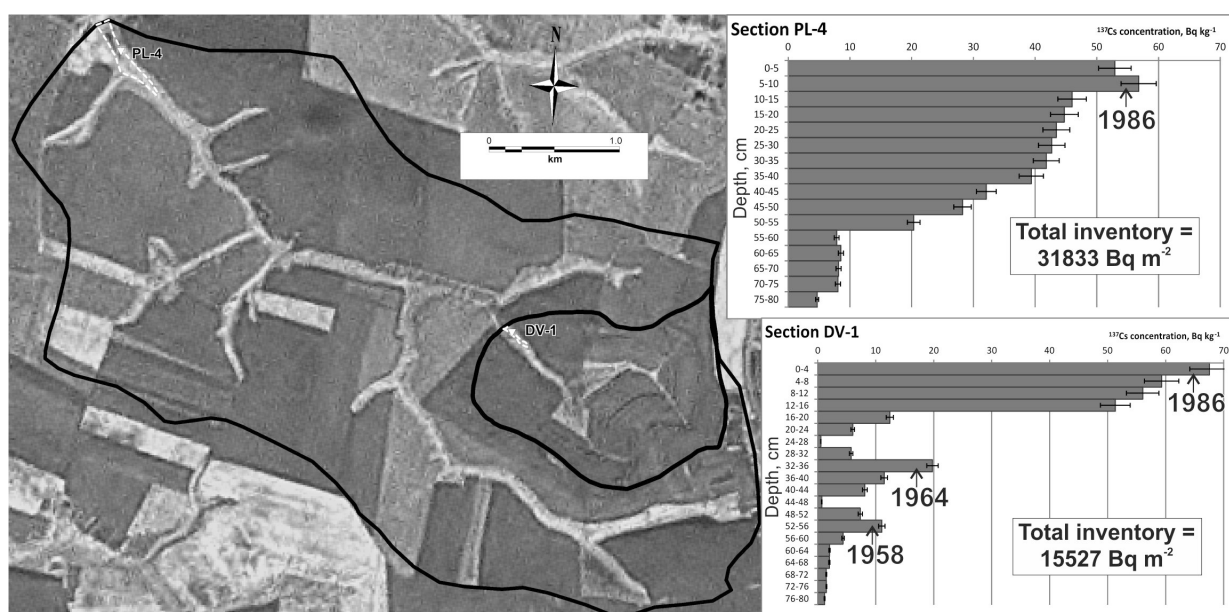 PL-4
N
0 1.0
km
DV-1
Section PL-4
¹³⁷Cs concentration, Bq kg⁻¹
0 10 20 30 40 50 60 70
Depth, cm
0-5
5-10
10-15
15-20
20-25
25-30
30-35
35-40
40-45
45-50
50-55
55-60
60-65
65-70
70-75
75-80
1986
Total inventory =
31833 Bq m⁻²
Section DV-1
¹³⁷Cs concentration, Bq kg⁻¹
0 10 20 30 40 50 60 70
Depth, cm
0-4
4-8
8-12
12-16
16-20
20-24
24-28
28-32
32-36
36-40
40-44
44-48
48-52
52-56
56-60
60-64
64-68
68-72
72-76
76-80
1986
1964
1958
Total inventory =
15527 Bq m⁻²